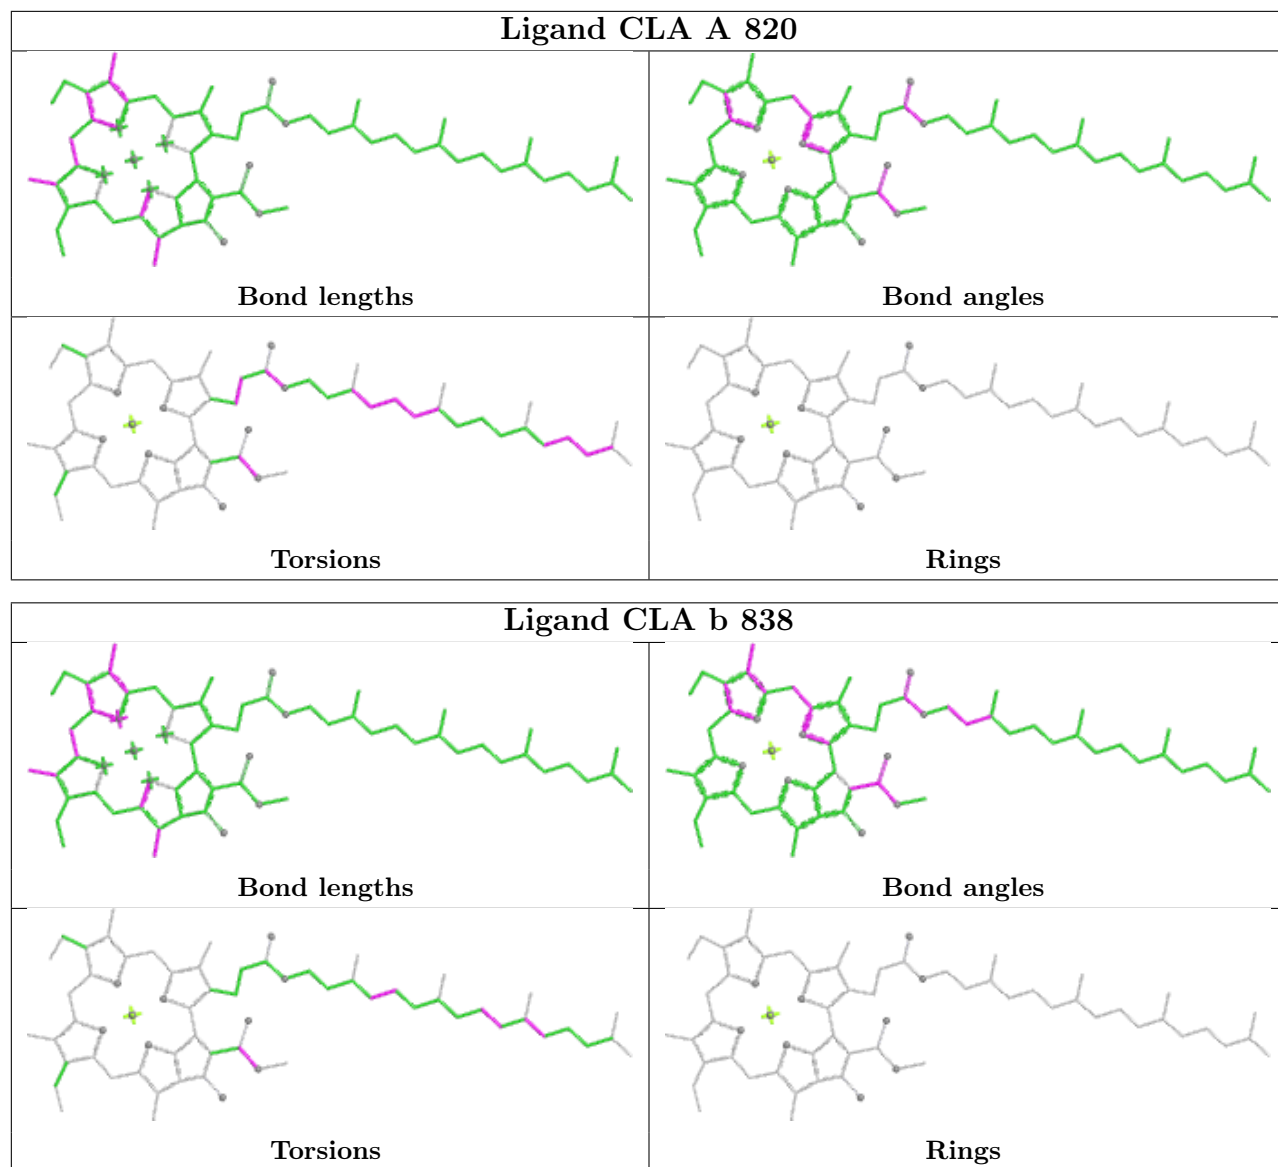 Ligand CLA A 820
Bond lengths
Bond angles
Torsions
Rings
Ligand CLA b 838
Bond lengths
Bond angles
Torsions
Rings